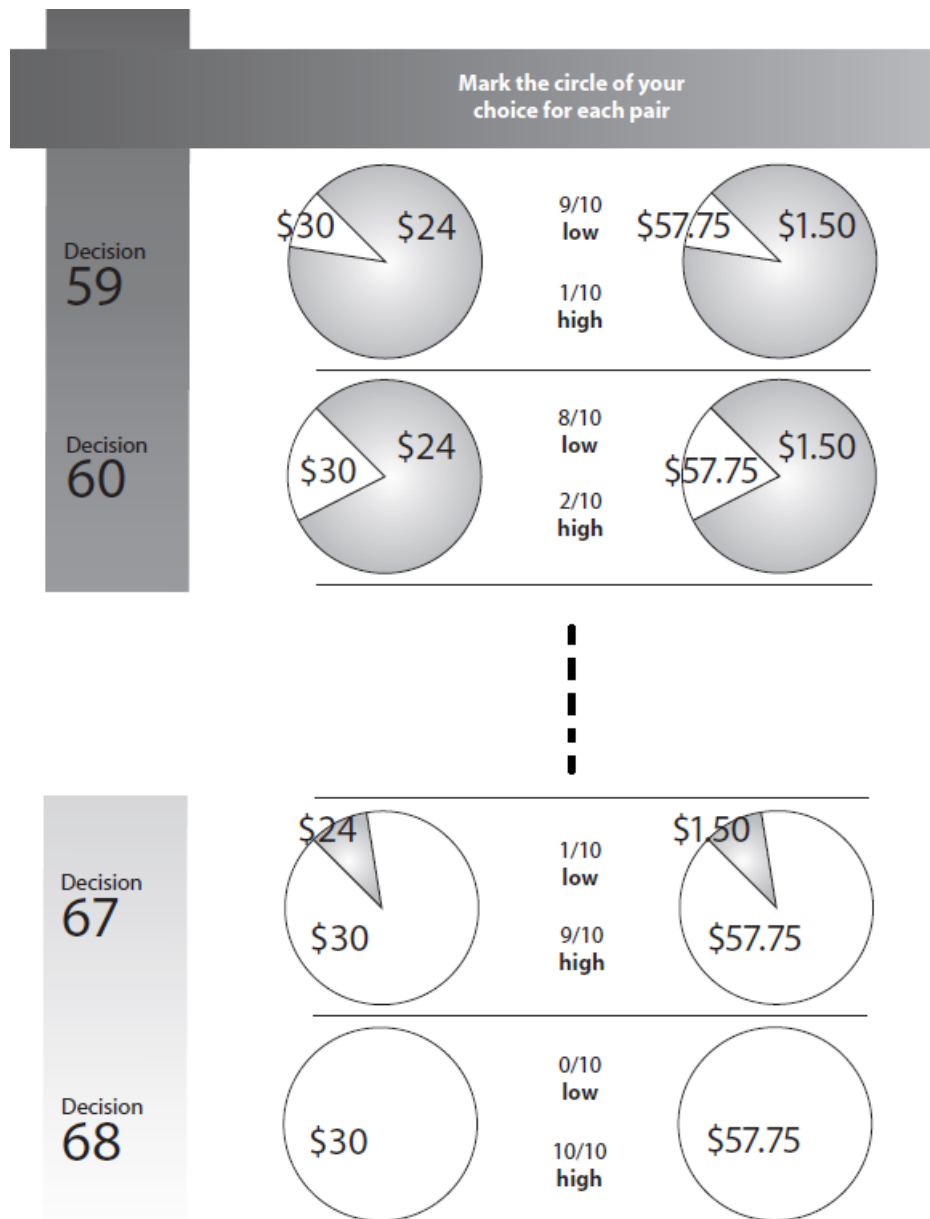 Mark the circle of your
choice for each pair
Decision
59
$30
$24
9/10
low
1/10
high
$57.75
$1.50
Decision
60
$30
$24
8/10
low
2/10
high
$57.75
$1.50
Decision
67
$24
$30
1/10
low
9/10
high
$1.50
$57.75
Decision
68
$30
0/10
low
10/10
high
$57.75